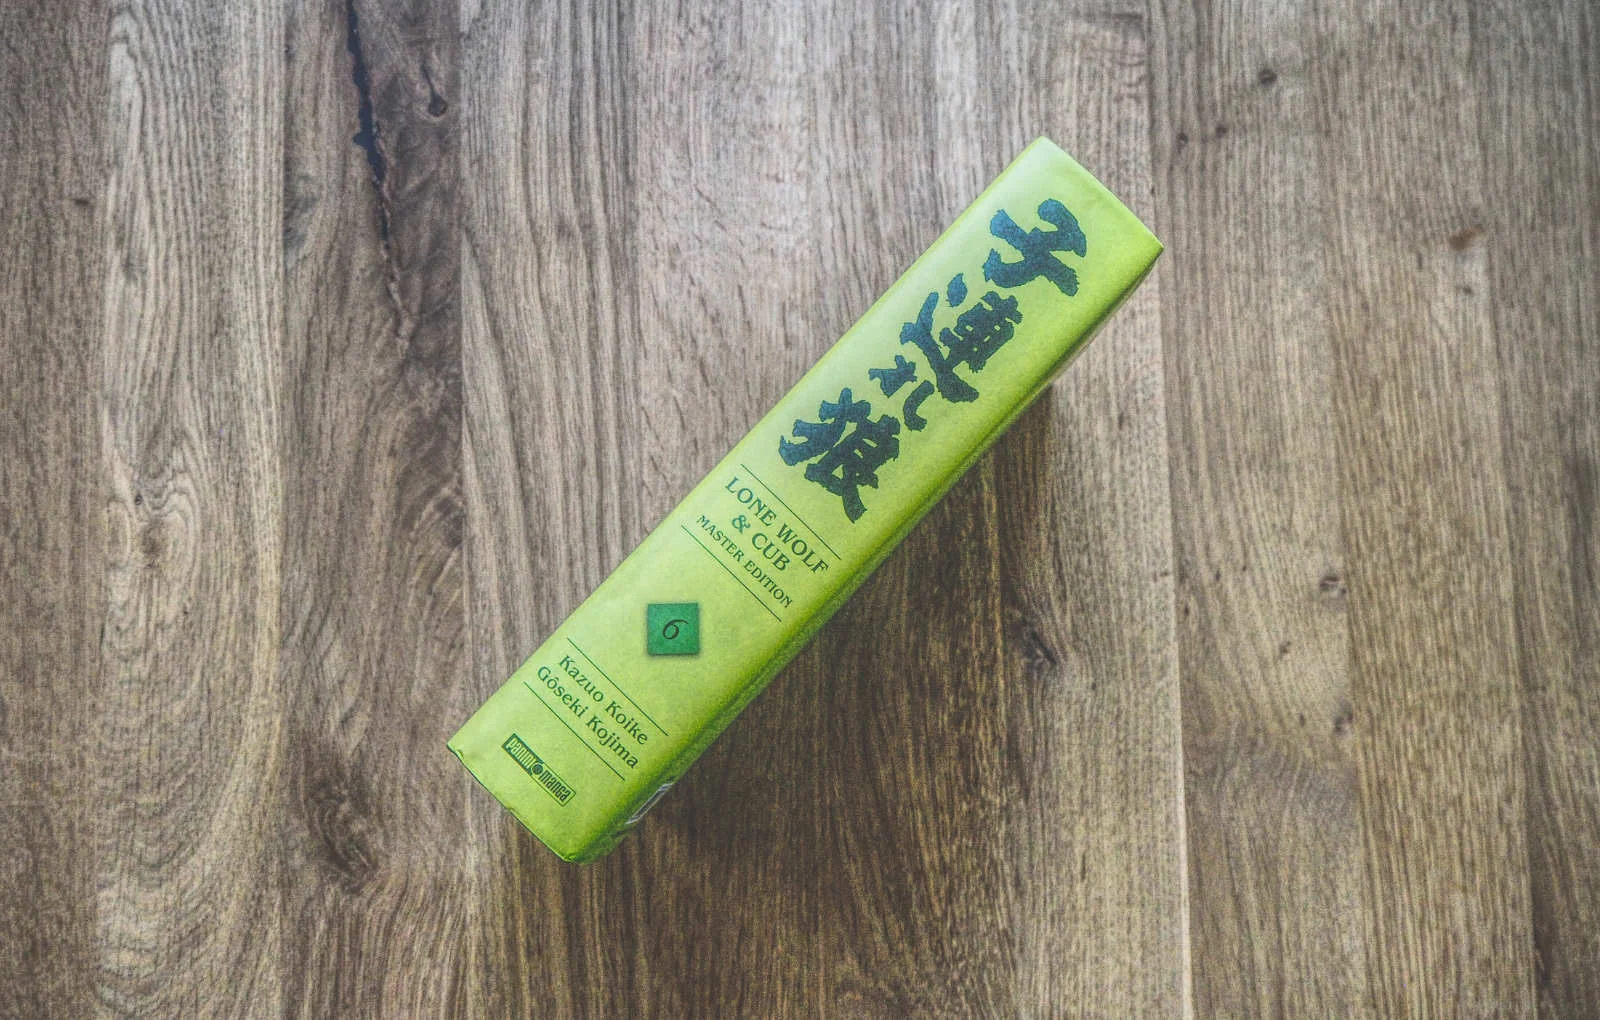 子連れ狼
LONE WOLF
& CUB
MASTER EDITION
6
Kazuo Koike
Gôseki Kojima
panini manga